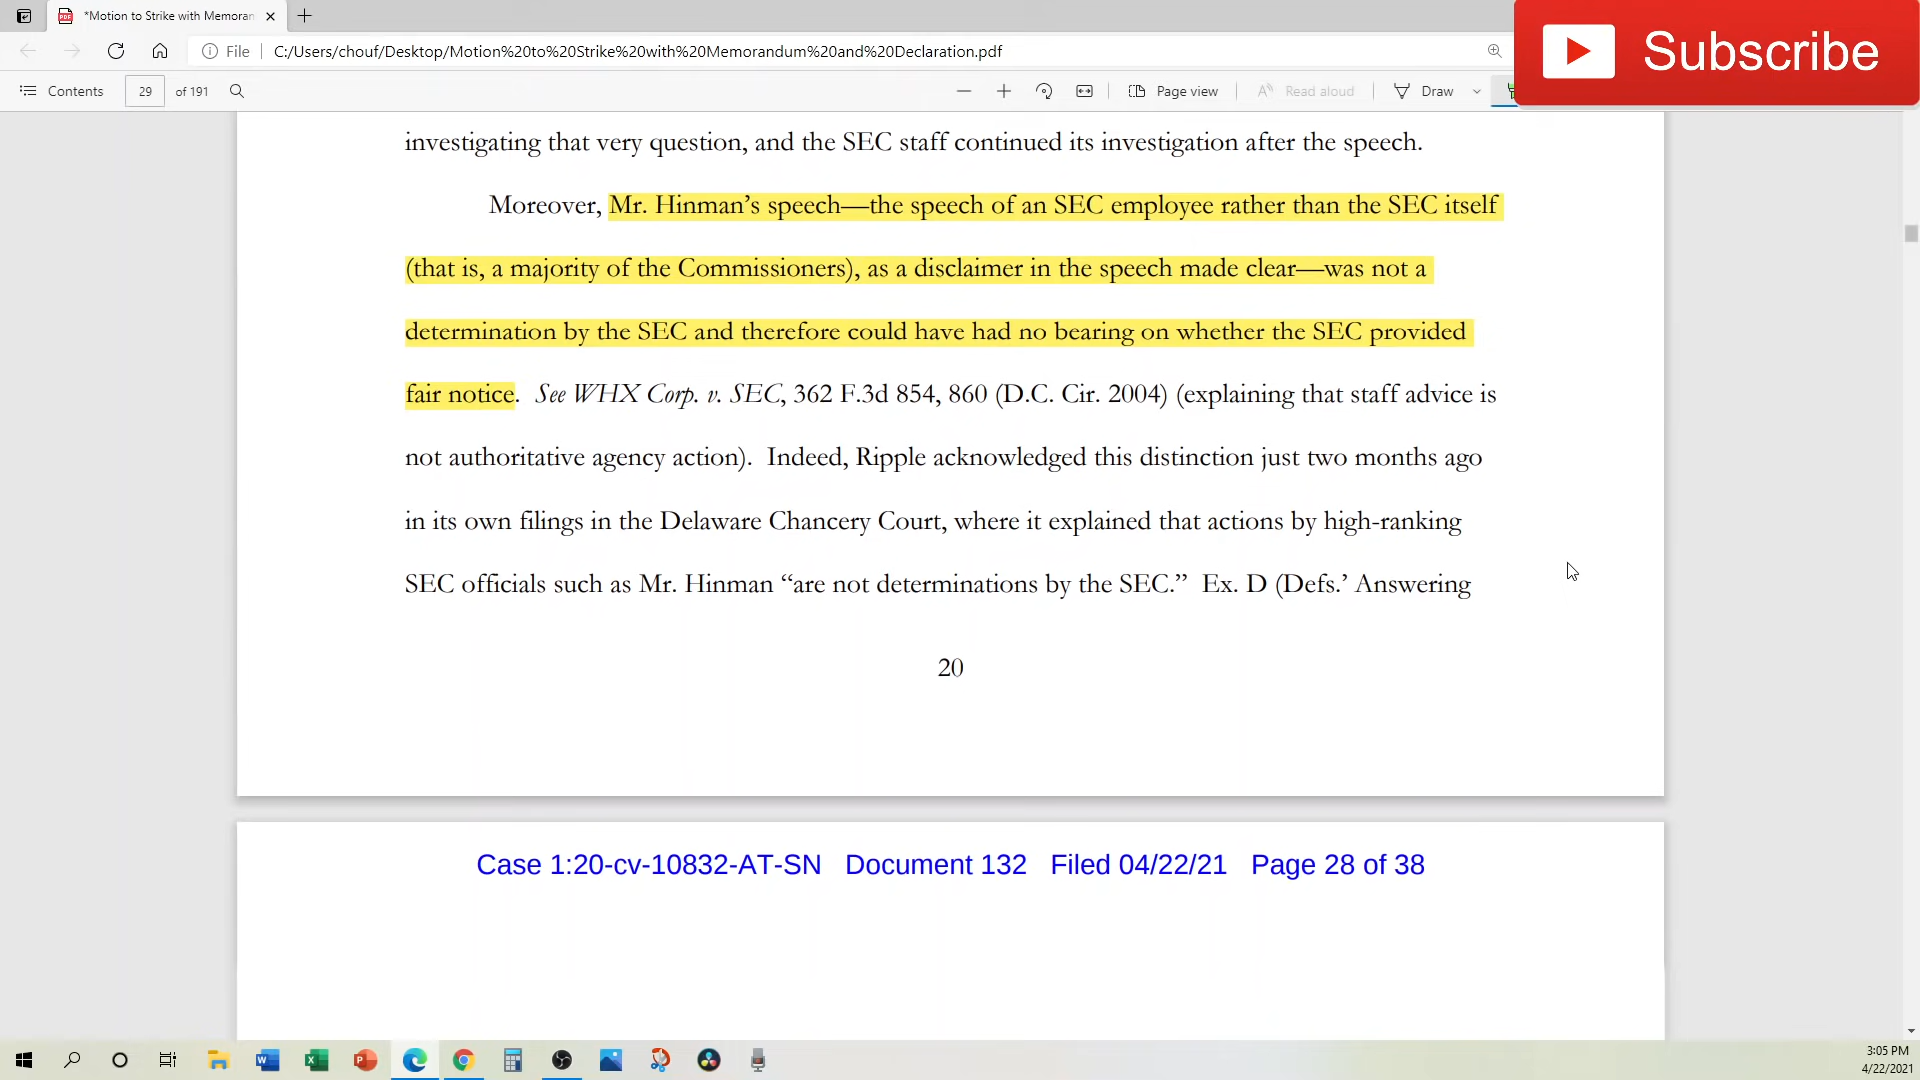 *Motion to Strike with Memoran
File
C:/Users/chouf/Desktop/Motion%20to%20Strike%20with%20Memorandum%20and%20Declaration.pdf
Subscribe
Contents
29
of 191
Page view
Read aloud
Draw
investigating that very question, and the SEC staff continued its investigation after the speech.
Moreover, Mr. Hinman’s speech—the speech of an SEC employee rather than the SEC itself
(that is, a majority of the Commissioners), as a disclaimer in the speech made clear—was not a
determination by the SEC and therefore could have had no bearing on whether the SEC provided
fair notice. See WHX Corp. v. SEC, 362 F.3d 854, 860 (D.C. Cir. 2004) (explaining that staff advice is
not authoritative agency action). Indeed, Ripple acknowledged this distinction just two months ago
in its own filings in the Delaware Chancery Court, where it explained that actions by high-ranking
SEC officials such as Mr. Hinman “are not determinations by the SEC.” Ex. D (Defs.’ Answering
20
Case 1:20-cv-10832-AT-SN Document 132 Filed 04/22/21 Page 28 of 38
3:05 PM
4/22/2021